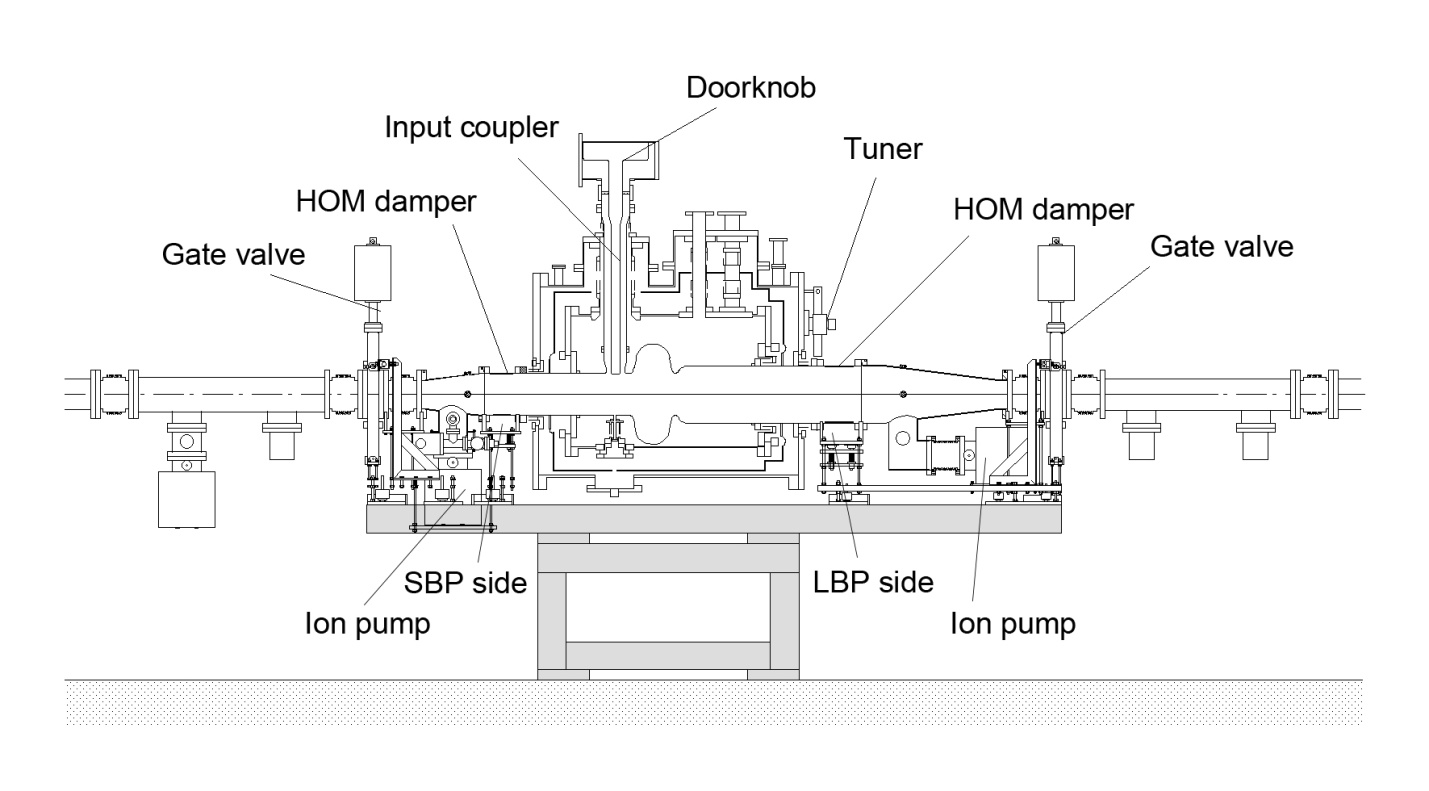 Doorknob
Input coupler
Tuner
HOM damper
HOM damper
Gate valve
Gate valve
SBP side
LBP side
Ion pump
Ion pump